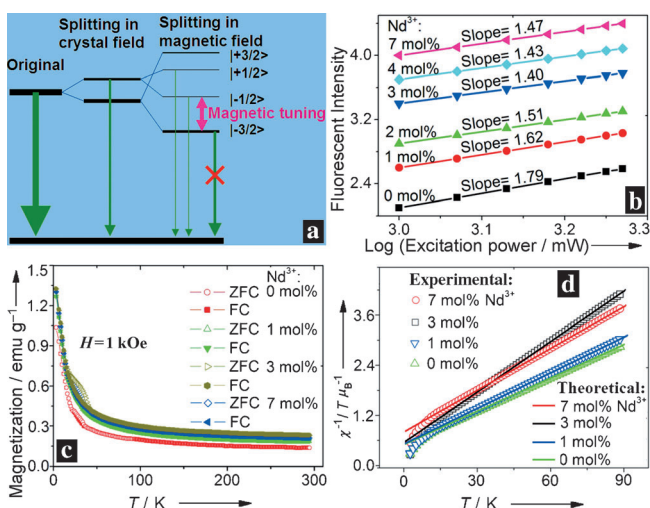 Splitting in
crystal field
Splitting in
magnetic field
Original
|+3/2>
|+1/2>
|-1/2>
Magnetic tuning
|-3/2>
a
Fluorescent Intensity
4.0
3.2
2.4
Nd³⁺:
7 mol%
4 mol%
3 mol%
2 mol%
1 mol%
0 mol%
Slope= 1.47
Slope= 1.43
Slope= 1.40
Slope= 1.51
Slope= 1.62
Slope= 1.79
3.0 3.1 3.2 3.3
Log (Excitation power / mW)
b
Magnetization / emu g⁻¹
1.5
1.2
0.9
0.6
0.3
0.0
H=1 kOe
Nd³⁺:
ZFC 0 mol%
FC
ZFC 1 mol%
FC
ZFC 3 mol%
FC
ZFC 7 mol%
FC
0 100 200 300
T / K
c
χ⁻¹/ T μB⁻¹
3.6
2.4
1.2
0.0
Experimental:
7 mol% Nd³⁺
3 mol%
1 mol%
0 mol%
Theoretical:
7 mol% Nd³⁺
3 mol%
1 mol%
0 mol%
0 30 60 90
T / K
d